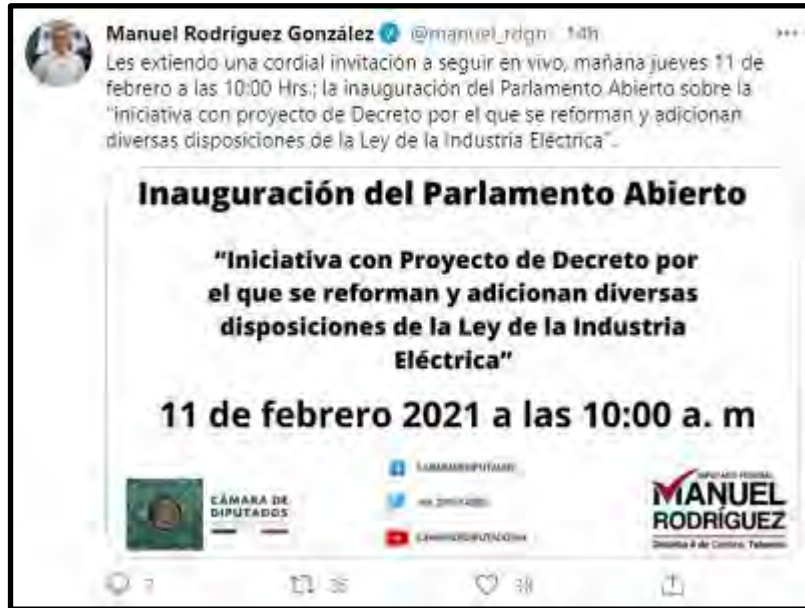 Manuel Rodríguez González @manuel_rdgn · 14h
Les extiendo una cordial invitación a seguir en vivo, mañana jueves 11 de
febrero a las 10:00 Hrs.; la inauguración del Parlamento Abierto sobre la
"iniciativa con proyecto de Decreto por el que se reforman y adicionan
diversas disposiciones de la Ley de la Industria Eléctrica".
Inauguración del Parlamento Abierto
"Iniciativa con Proyecto de Decreto por
el que se reforman y adicionan diversas
disposiciones de la Ley de la Industria
Eléctrica"
11 de febrero 2021 a las 10:00 a. m
CÁMARA DE
DIPUTADOS
DIPUTADO FEDERAL
MANUEL
RODRÍGUEZ